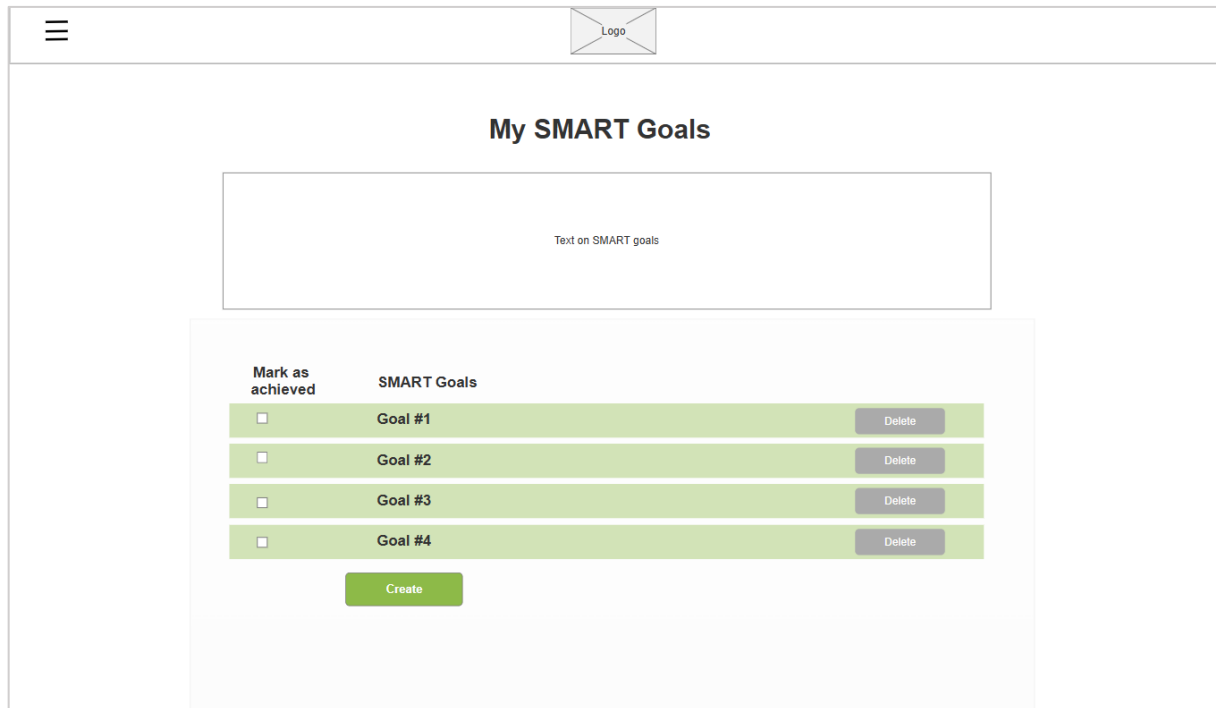 Logo
My SMART Goals
Text on SMART goals
Mark as
achieved
SMART Goals
Goal #1
Delete
Goal #2
Delete
Goal #3
Delete
Goal #4
Delete
Create